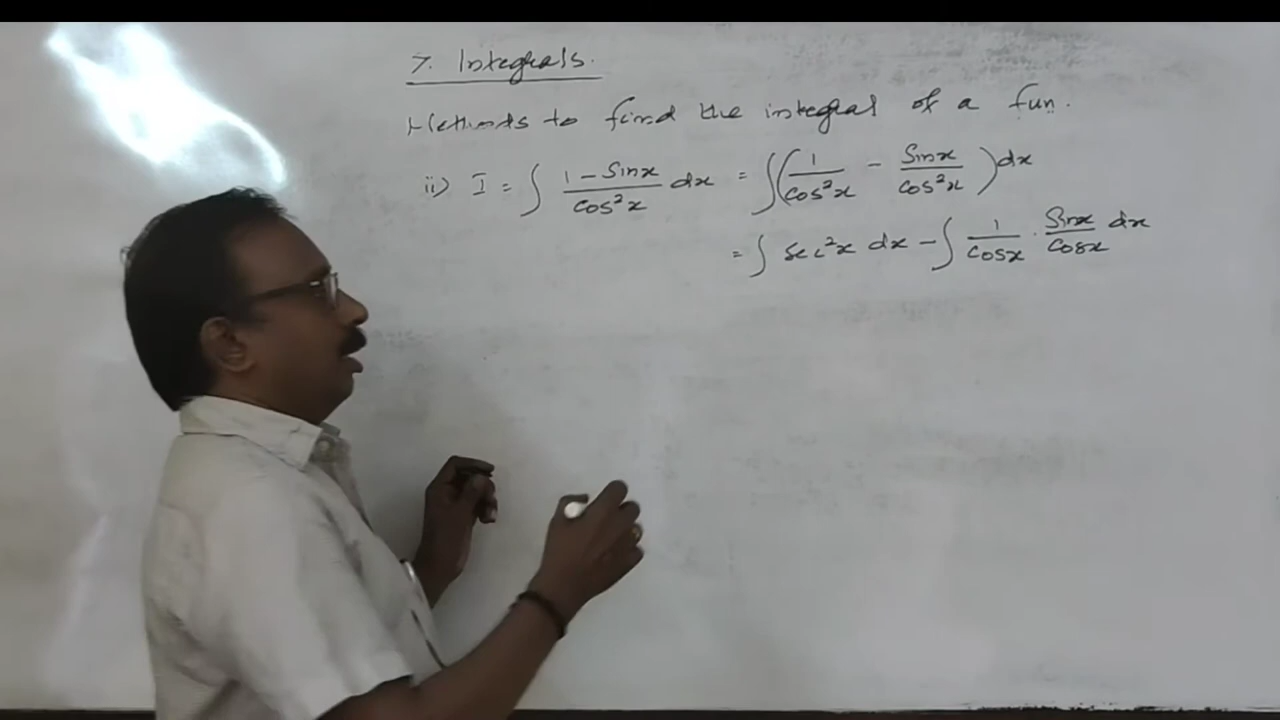 7. Integrals.
Methods to find the integral of a fun.
ii) I = ∫ (1 - Sinx)/(cos²x) dx = ∫(1/(cos²x) - Sinx/(cos²x))dx
= ∫ sec²x dx - ∫ 1/(cosx) · Sinx/(cosx) dx